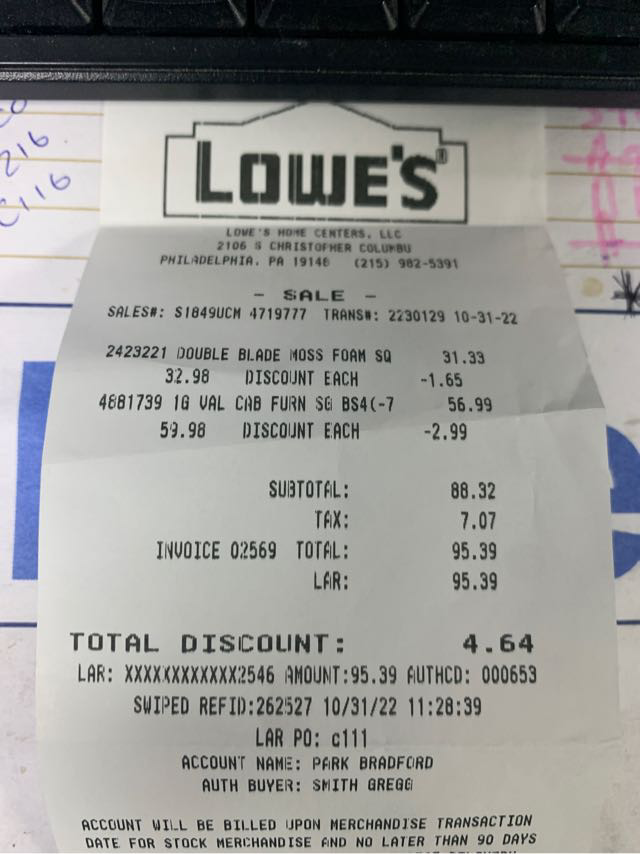 216
C116
LOWE'S®
LOWE'S HOME CENTERS, LLC
2106 S CHRISTOPHER COLUMBU
PHILADELPHIA, PA 19148 (215) 982-5391
- SALE -
SALES#: S1849UCM 4719777 TRANS#: 2230129 10-31-22
2423221 DOUBLE BLADE MOSS FOAM SQ 31.33
32.98 DISCOUNT EACH -1.65
4881739 1G VAL CAB FURN SG BS4(-7 56.99
59.98 DISCOUNT EACH -2.99
SUBTOTAL: 88.32
TAX: 7.07
INVOICE 02569 TOTAL: 95.39
LAR: 95.39
TOTAL DISCOUNT: 4.64
LAR: XXXXXXXXXXXX2546 AMOUNT:95.39 AUTHCD: 000653
SWIPED REFID:262527 10/31/22 11:28:39
LAR PO: c111
ACCOUNT NAME: PARK BRADFORD
AUTH BUYER: SMITH GREGG
ACCOUNT WILL BE BILLED UPON MERCHANDISE TRANSACTION
DATE FOR STOCK MERCHANDISE AND NO LATER THAN 90 DAYS